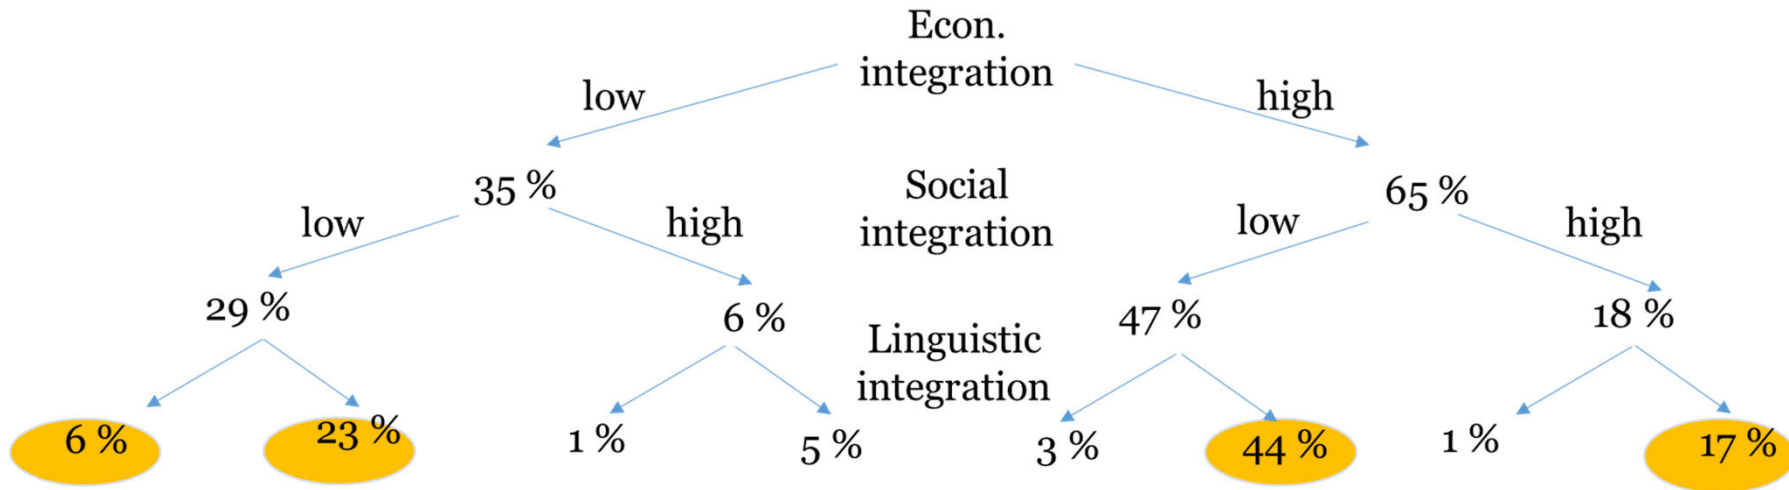 Econ.
integration
low
high
35 %
Social
integration
65 %
low
high
low
high
29 %
6 %
Linguistic
integration
47 %
18 %
6 %
23 %
1 %
5 %
3 %
44 %
1 %
17 %